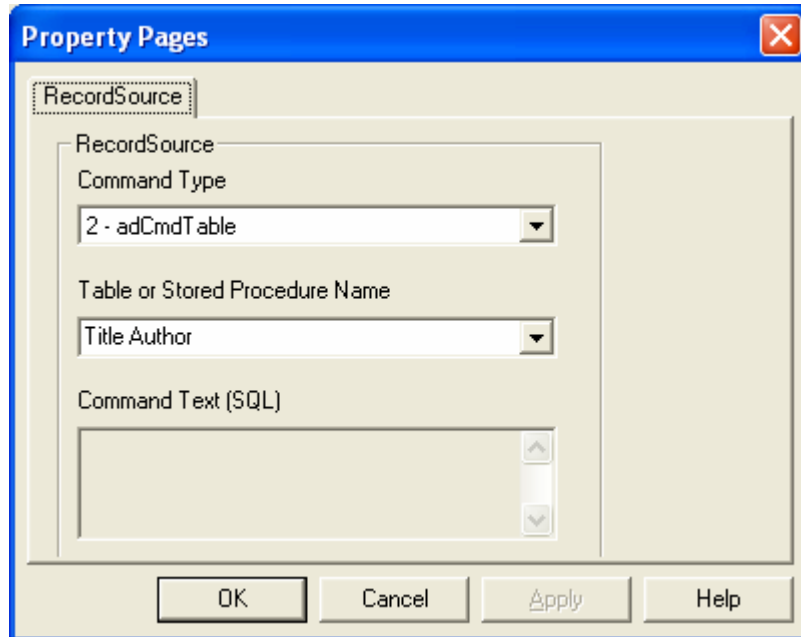 Property Pages
RecordSource
RecordSource
Command Type
2 - adCmdTable
Table or Stored Procedure Name
Title Author
Command Text (SQL)
OK Cancel Apply Help